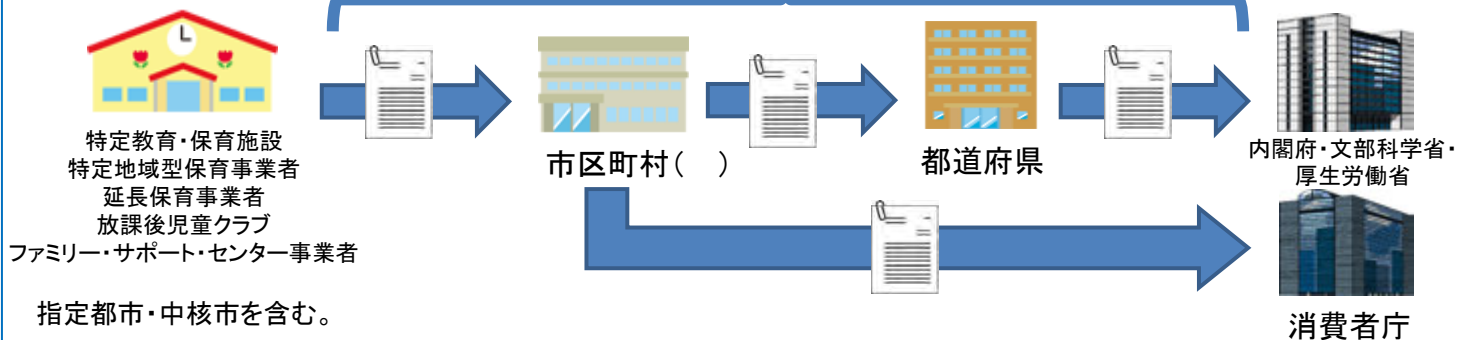 特定教育・保育施設
特定地域型保育事業者
延長保育事業者
放課後児童クラブ
ファミリー・サポート・センター事業者
市区町村(　)
都道府県
内閣府・文部科学省・
厚生労働省
消費者庁
指定都市・中核市を含む。